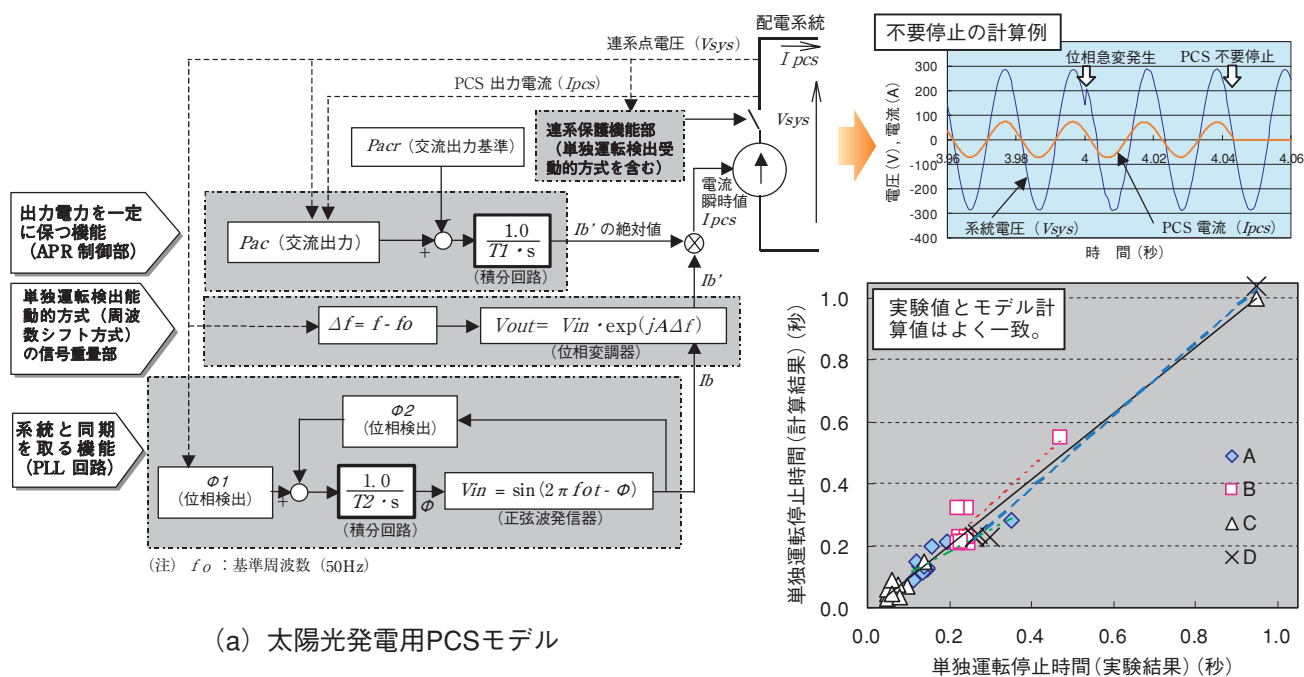 配電系統
連系点電圧（Vsys）
I pcs
PCS 出力電流（Ipcs）
Vsys
Pacr（交流出力基準）
連系保護機能部
（単独運転検出受
動的方式を含む）
電流
瞬時値
Ipcs
出力電力を一定
に保つ機能
（APR 制御部）
Pac（交流出力）
-
+
1.0
T1・s
（積分回路）
Ib’ の絶対値
Ib’
単独運転検出能
動的方式（周波
数シフト方式）
の信号重畳部
Δf = f - fo
Vout = Vin・exp(jAΔf)
（位相変調器）
Ib
系統と同期
を取る機能
（PLL 回路）
Φ2
（位相検出）
Φ1
（位相検出）
-
+
1.0
T2・s
（積分回路）
Φ
Vin = sin(2πfot - Φ)
（正弦波発信器）
（注） fo：基準周波数（50Hz）
(a) 太陽光発電用PCSモデル
不要停止の計算例
位相急変発生
PCS 不要停止
電圧(V)，電流(A)
300
200
100
0
-100
-200
-300
-400
3.96
3.98
4
4.02
4.04
4.06
系統電圧（Vsys）
PCS 電流（Ipcs）
時　間（秒）
実験値とモデル計
算値はよく一致。
単独運転停止時間(計算結果)(秒)
1.0
0.8
0.6
0.4
0.2
0.0
A
B
C
D
0.0
0.2
0.4
0.6
0.8
1.0
単独運転停止時間(実験結果)(秒)